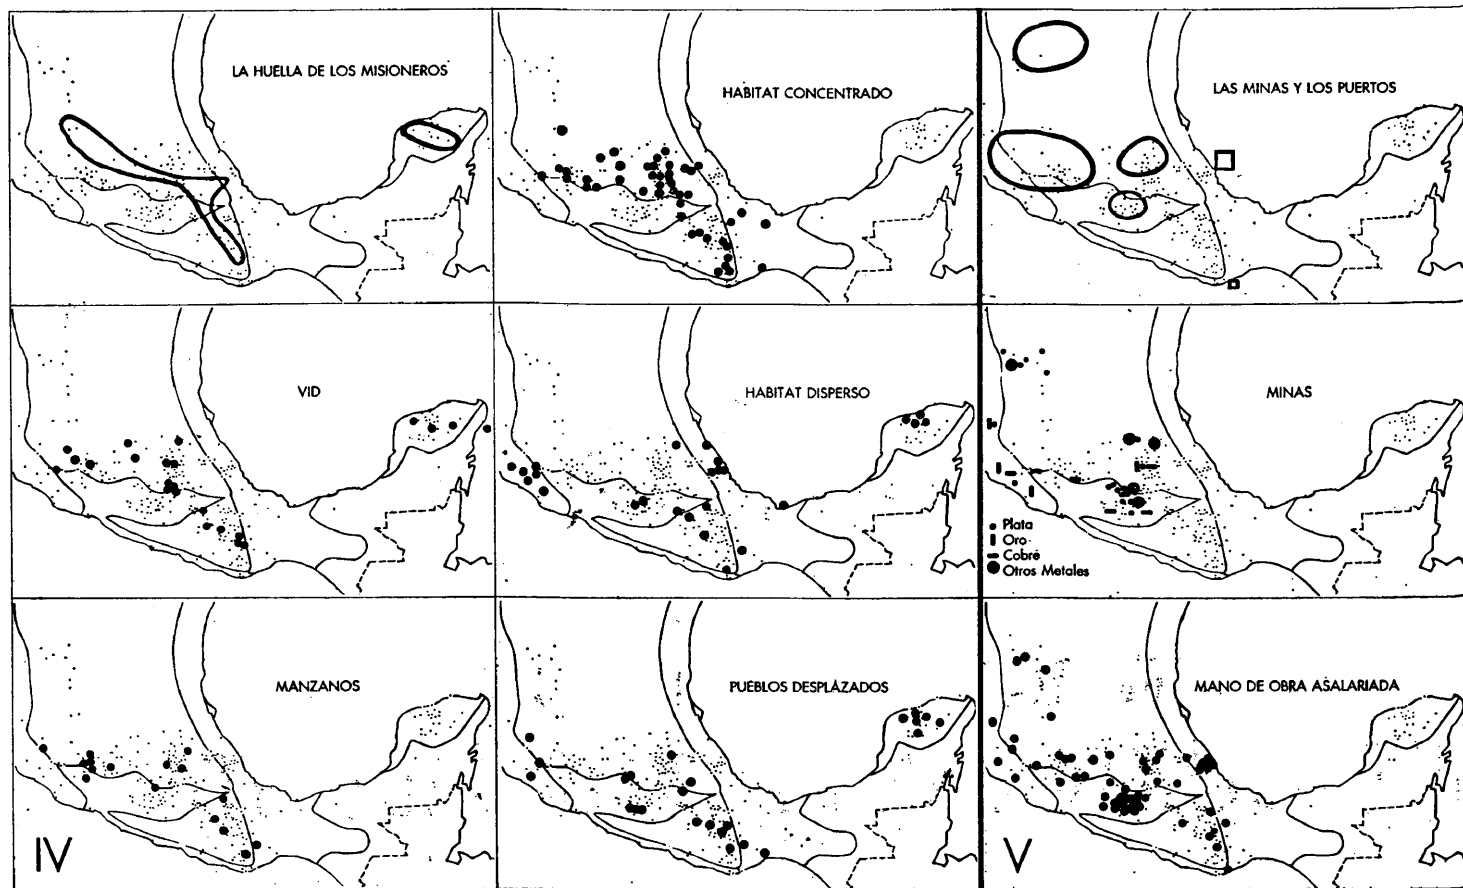 LA HUELLA DE LOS MISIONEROS
HABITAT CONCENTRADO
LAS MINAS Y LOS PUERTOS
VID
HABITAT DISPERSO
MINAS
Plata
Oro
Cobré
Otros Metales
MANZANOS
PUEBLOS DESPLAZADOS
MANO DE OBRA ASALARIADA
IV
V